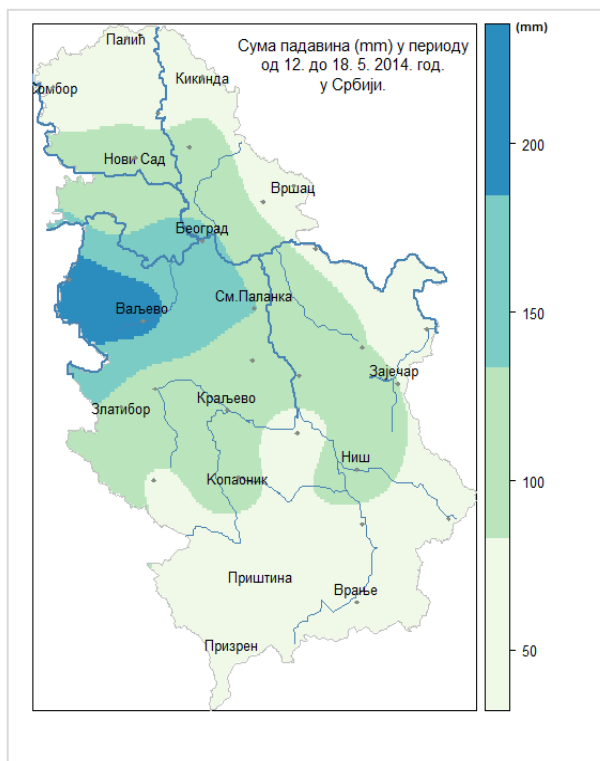 Палић
Сума падавина (mm) у периоду
од 12. до 18. 5. 2014. год.
у Србији.
(mm)
Кикинда
Сомбор
200
Нови Сад
Вршац
Београд
См.Паланка
150
Ваљево
Зајечар
Краљево
Златибор
Ниш
Копаоник
100
Приштина
Врање
Призрен
50